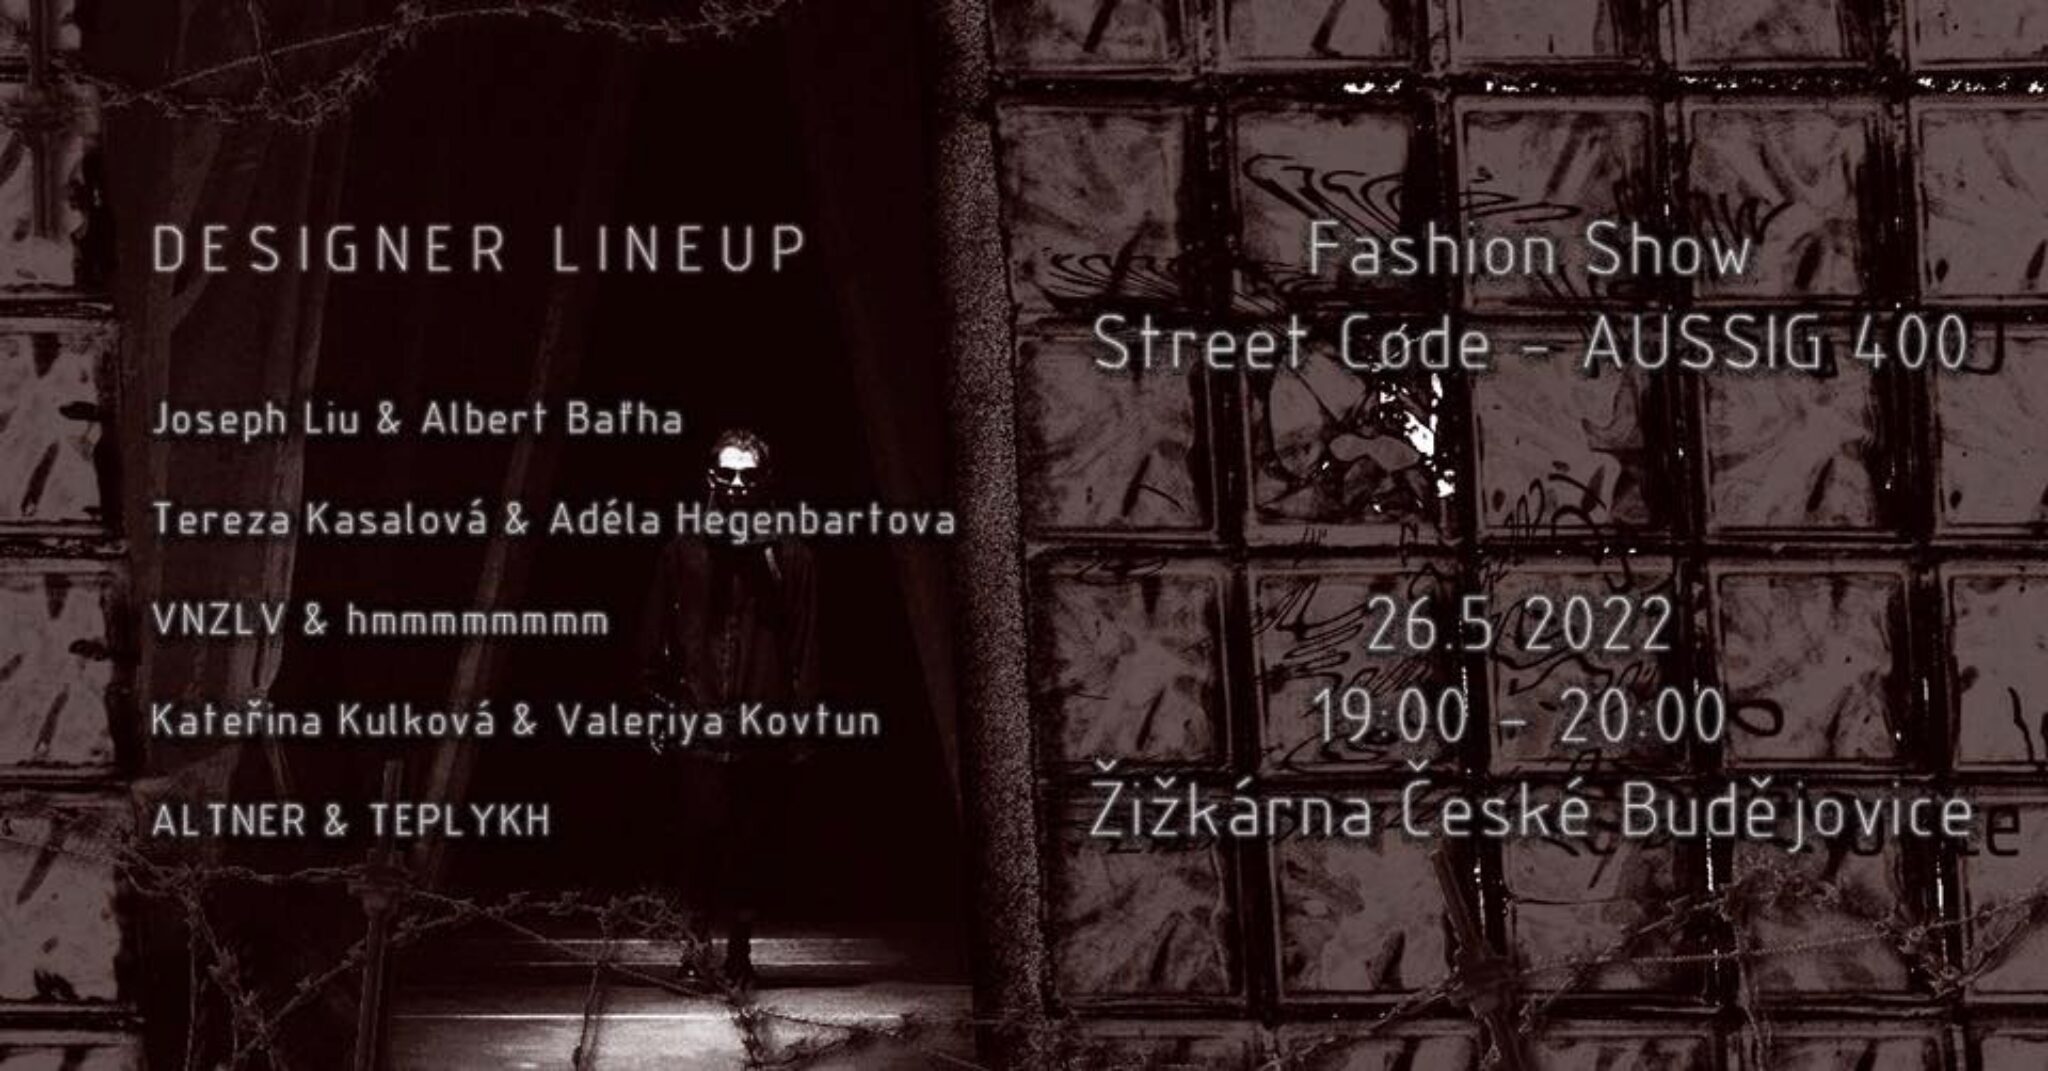 DESIGNER LINEUP
Joseph Liu & Albert Baťha
Tereza Kasalová & Adéla Hegenbartova
VNZLV & hmmmmmmmm
Kateřina Kulková & Valeriya Kovtun
ALTNER & TEPLYKH
Fashion Show
Street Code - AUSSIG 400
26.5 2022
19:00 - 20:00
Žižkárna České Budějovice